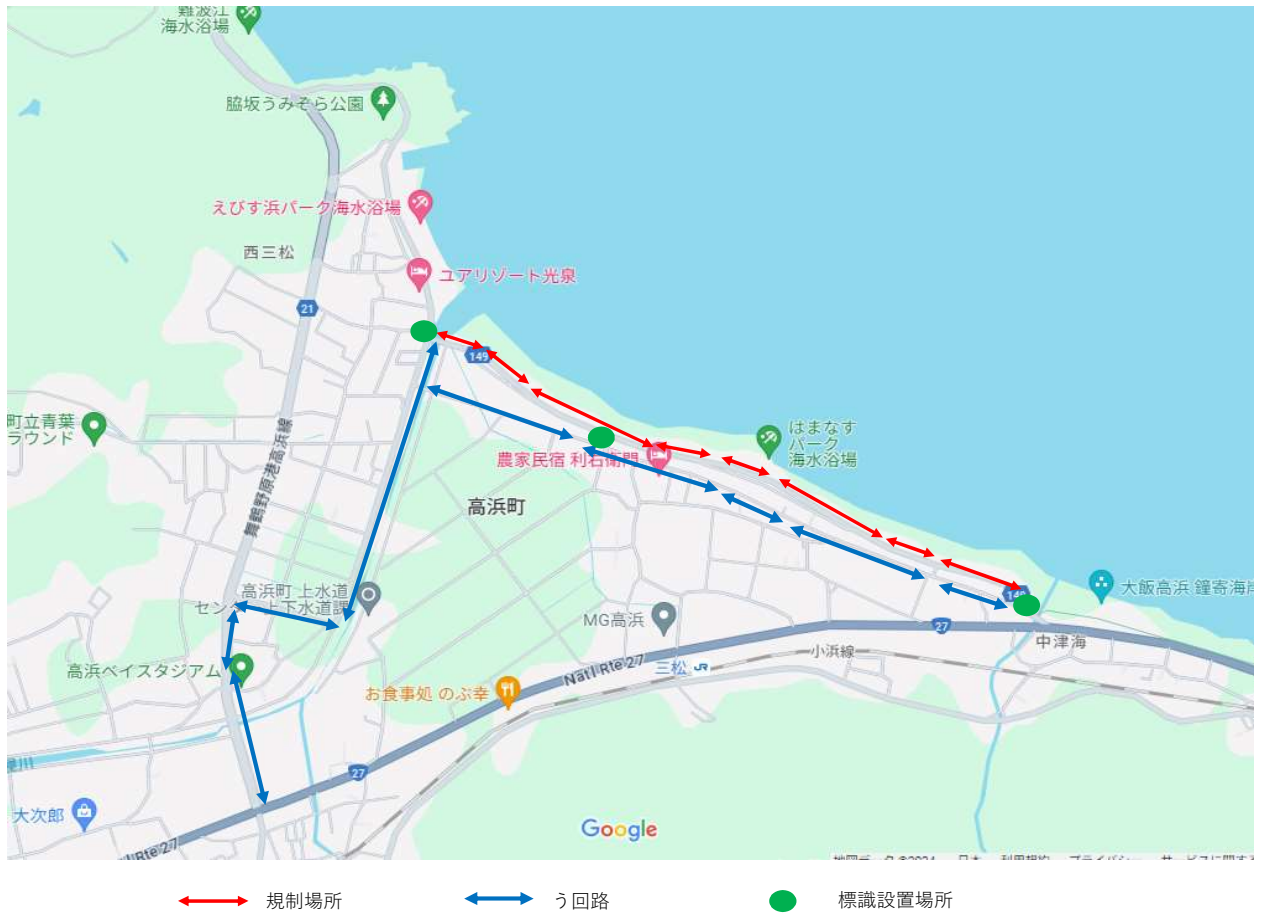 難波江
海水浴場
脇坂うみそら公園
えびす浜パーク海水浴場
西三松
ユアリゾート光泉
21
149
町立青葉
ラウンド
はまなす
パーク
海水浴場
農家民宿 利右衛門
高浜町
舞鶴野原港高浜線
高浜町 上水道
セン
上下水道課
149
大飯高浜 鐘寄海岸
MG高浜
27
中津海
小浜線
三松 JR
高浜ベイスタジアム
Nat'l Rte 27
お食事処 のぶ幸
27
大次郎
Rte 27
Google
規制場所
う回路
標識設置場所